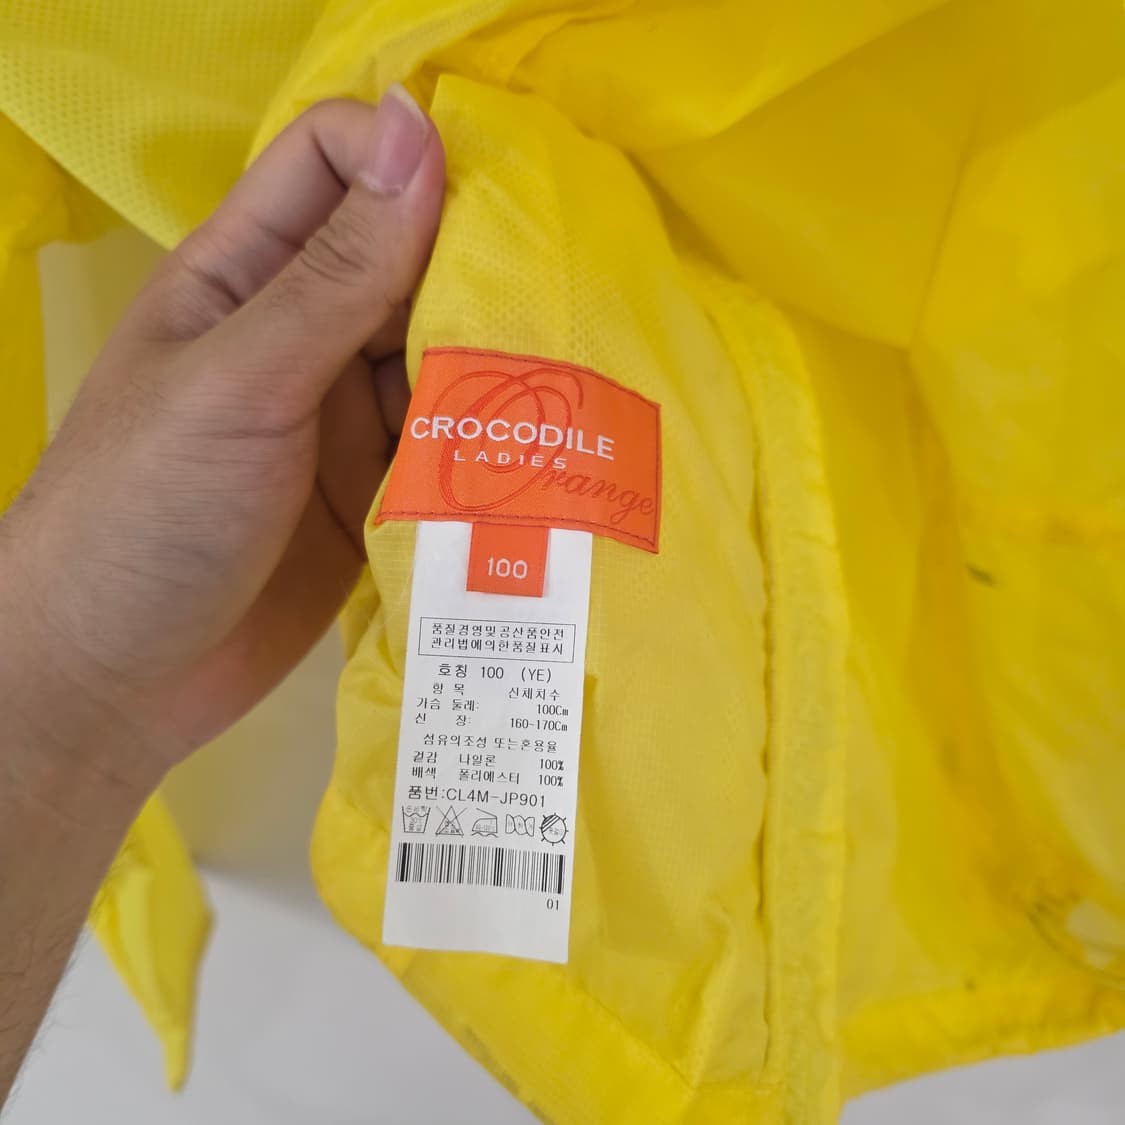 CROCODILE
LADIES
Orange
100
품질경영및공산품안전
관리법에의한품질표시
호칭 100 (YE)
항 목 신체치수
가슴 둘레: 100Cm
신 장: 160~170Cm
섬유의조성 또는혼용율
겉감 나일론 100%
배색 폴리에스터 100%
품번:CL4M-JP901
01